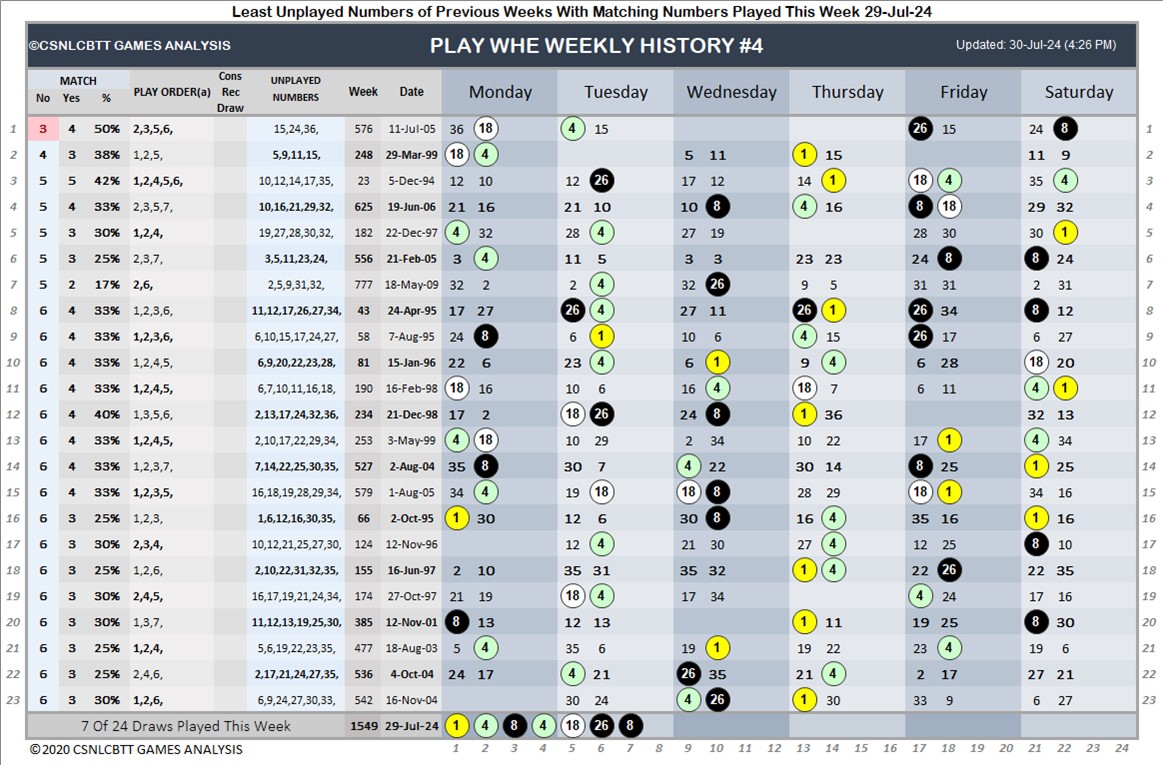 Least Unplayed Numbers of Previous Weeks With Matching Numbers Played This Week 29-Jul-24
©CSNLCBTT GAMES ANALYSIS PLAY WHE WEEKLY HISTORY #4 Updated: 30-Jul-24 (4:26 PM)
MATCH No Yes % PLAY ORDER(a) Cons Rec Draw UNPLAYED NUMBERS Week Date Monday Tuesday Wednesday Thursday Friday Saturday
1 3 4 50% 2,3,5,6, 15,24,36, 576 11-Jul-05 36 18 4 15 26 15 24 8 1
2 4 3 38% 1,2,5, 5,9,11,15, 248 29-Mar-99 18 4 5 11 1 15 11 9 2
3 5 5 42% 1,2,4,5,6, 10,12,14,17,35, 23 5-Dec-94 12 10 12 26 17 12 14 1 18 4 35 4 3
4 5 4 33% 2,3,5,7, 10,16,21,29,32, 625 19-Jun-06 21 16 21 10 10 8 4 16 8 18 29 32 4
5 5 3 30% 1,2,4, 19,27,28,30,32, 182 22-Dec-97 4 32 28 4 27 19 28 30 30 1 5
6 5 3 25% 2,3,7, 3,5,11,23,24, 556 21-Feb-05 3 4 11 5 3 3 23 23 24 8 8 24 6
7 5 2 17% 2,6, 2,5,9,31,32, 777 18-May-09 32 2 2 4 32 26 9 5 31 31 2 31 7
8 6 4 33% 1,2,3,6, 11,12,17,26,27,34, 43 24-Apr-95 17 27 26 4 27 11 26 1 26 34 8 12 8
9 6 4 33% 1,2,3,6, 6,10,15,17,24,27, 58 7-Aug-95 24 8 6 1 10 6 4 15 26 17 6 27 9
10 6 4 33% 1,2,4,5, 6,9,20,22,23,28, 81 15-Jan-96 22 6 23 4 6 1 9 4 6 28 18 20 10
11 6 4 33% 1,2,4,5, 6,7,10,11,16,18, 190 16-Feb-98 18 16 10 6 16 4 18 7 6 11 4 1 11
12 6 4 40% 1,3,5,6, 2,13,17,24,32,36, 234 21-Dec-98 17 2 18 26 24 8 1 36 32 13 12
13 6 4 33% 1,2,4,5, 2,10,17,22,29,34, 253 3-May-99 4 18 10 29 2 34 10 22 17 1 4 34 13
14 6 4 33% 1,2,3,7, 7,14,22,25,30,35, 527 2-Aug-04 35 8 30 7 4 22 30 14 8 25 1 25 14
15 6 4 33% 1,2,3,5, 16,18,19,28,29,34, 579 1-Aug-05 34 4 19 18 18 8 28 29 18 1 34 16 15
16 6 3 25% 1,2,3, 1,6,12,16,30,35, 66 2-Oct-95 1 30 12 6 30 8 16 4 35 16 1 16 16
17 6 3 30% 2,3,4, 10,12,21,25,27,30, 124 12-Nov-96 12 4 21 30 27 4 12 25 8 10 17
18 6 3 25% 1,2,6, 2,10,22,31,32,35, 155 16-Jun-97 2 10 35 31 35 32 1 4 22 26 22 35 18
19 6 3 30% 2,4,5, 16,17,19,21,24,34, 174 27-Oct-97 21 19 18 4 17 34 4 24 17 16 19
20 6 3 30% 1,3,7, 11,12,13,19,25,30, 385 12-Nov-01 8 13 12 13 1 11 19 25 8 30 20
21 6 3 25% 1,2,4, 5,6,19,22,23,35, 477 18-Aug-03 5 4 35 6 19 1 19 22 23 4 19 6 21
22 6 3 25% 2,4,6, 2,17,21,24,27,35, 536 4-Oct-04 24 17 4 21 26 35 21 4 2 17 27 21 22
23 6 3 30% 1,2,6, 6,9,24,27,30,33, 542 16-Nov-04 30 24 4 26 1 30 33 9 6 27 23
7 Of 24 Draws Played This Week 1549 29-Jul-24 1 4 8 4 18 26 8
© 2020 CSNLCBTT GAMES ANALYSIS 1 2 3 4 5 6 7 8 9 10 11 12 13 14 15 16 17 18 19 20 21 22 23 24